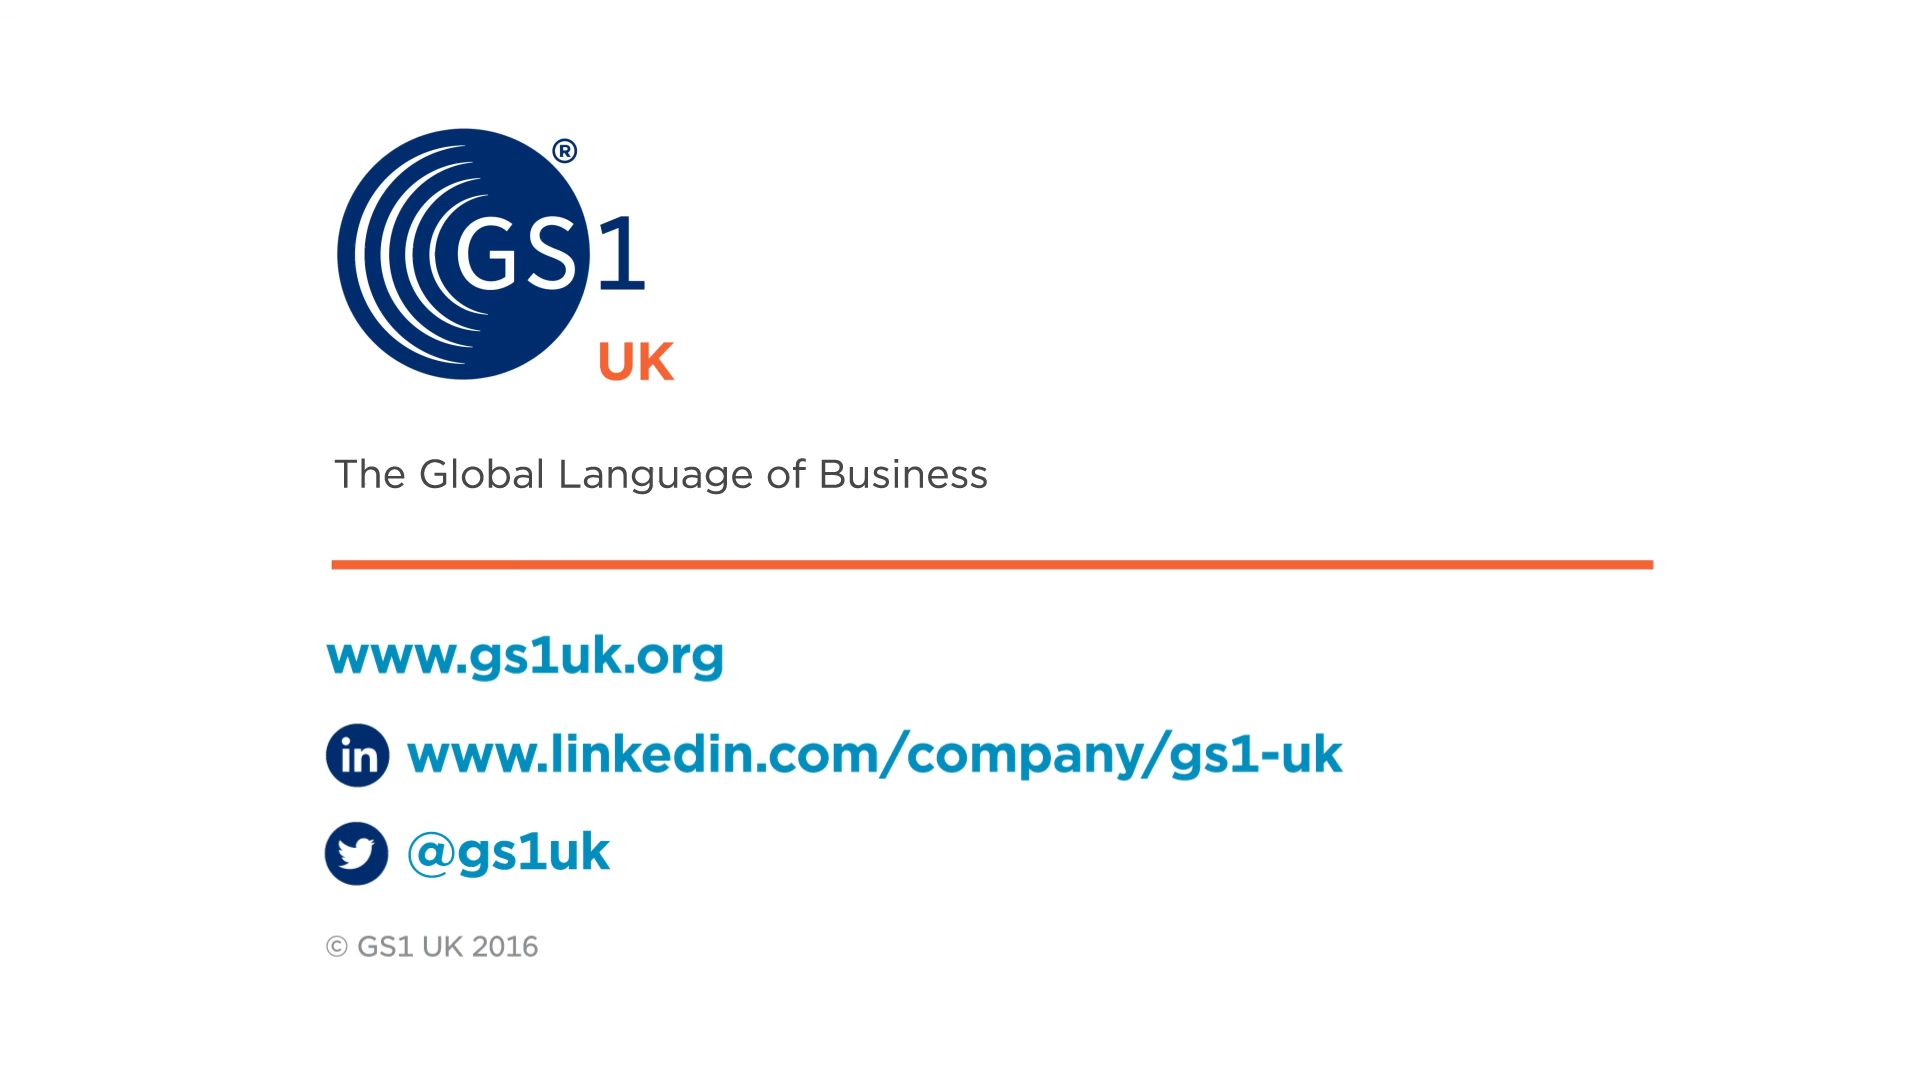 GS1®
UK
The Global Language of Business
www.gs1uk.org
in www.linkedin.com/company/gs1-uk
@gs1uk
© GS1 UK 2016